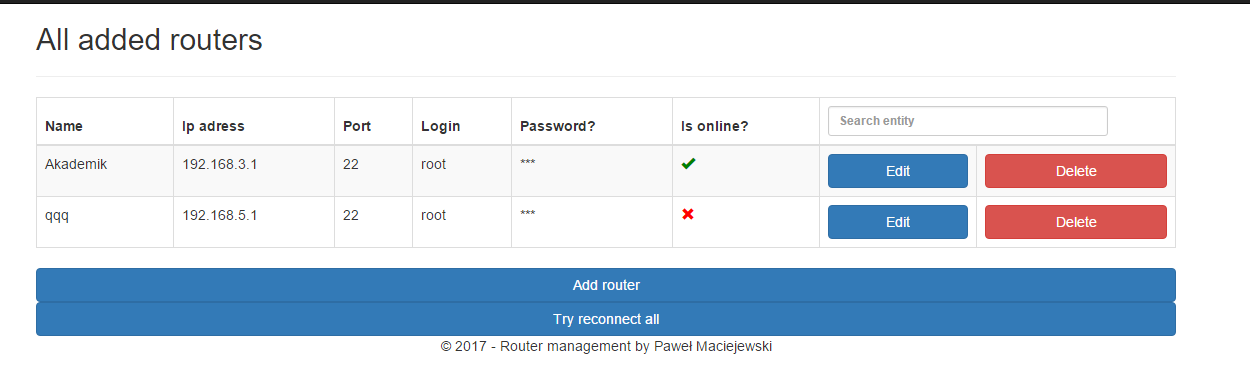 All added routers
Name Ip adress Port Login Password? Is online? Search entity
Akademik 192.168.3.1 22 root *** Edit Delete
qqq 192.168.5.1 22 root *** Edit Delete
Add router
Try reconnect all
© 2017 - Router management by Paweł Maciejewski